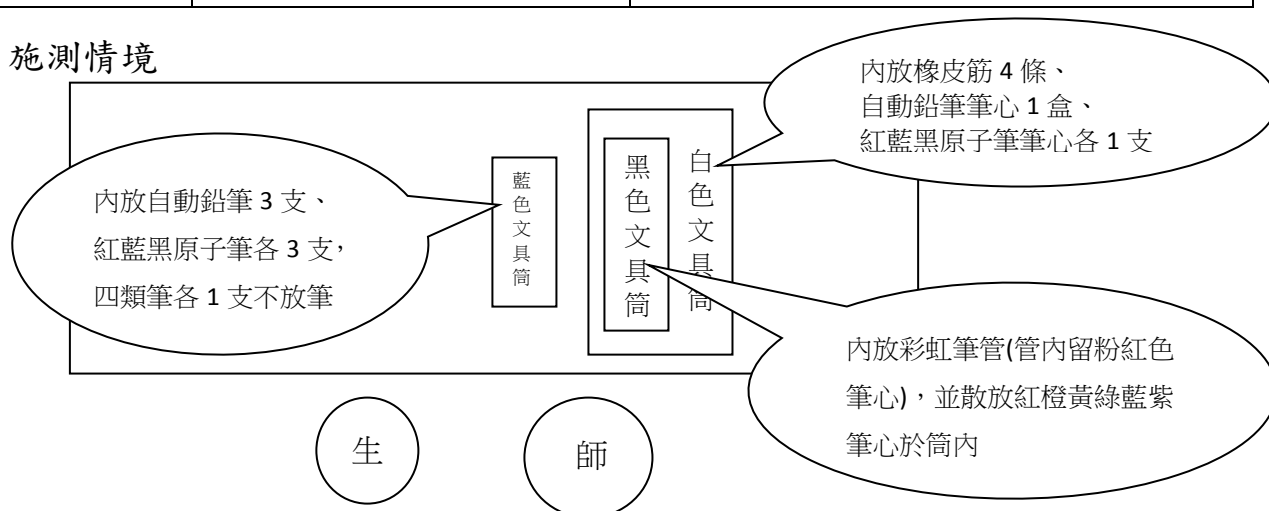 施測情境
內放橡皮筋 4 條、
自動鉛筆筆心 1 盒、
紅藍黑原子筆筆心各 1 支
內放自動鉛筆 3 支、
紅藍黑原子筆各 3 支,
四類筆各 1 支不放筆
藍色文具筒
黑色文具筒
白色文具筒
內放彩虹筆管(管內留粉紅色
筆心),並散放紅橙黃綠藍紫
筆心於筒內
生
師